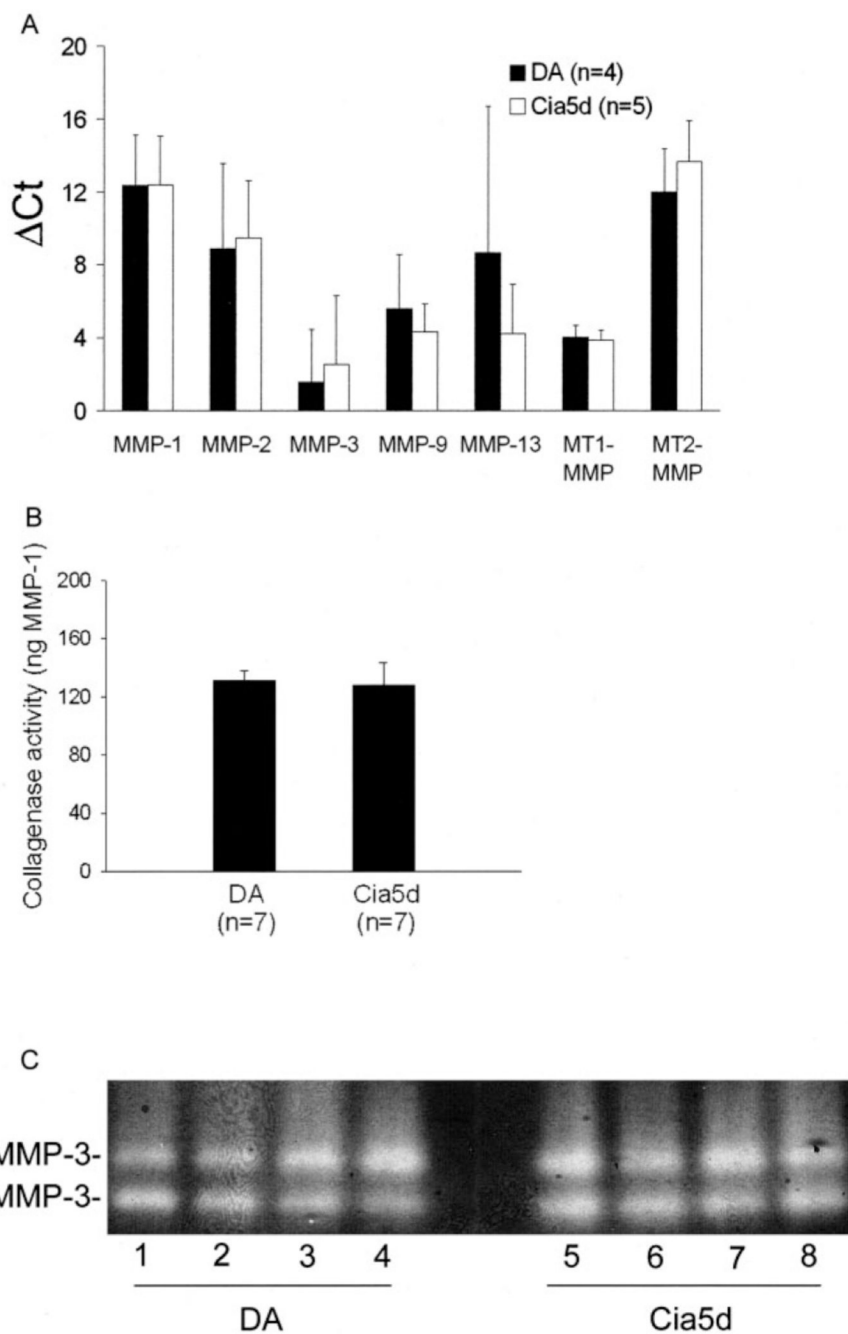 A
20
16
12
8
4
0
ΔCt
DA (n=4)
Cia5d (n=5)
MMP-1 MMP-2 MMP-3 MMP-9 MMP-13 MT1-MMP MT2-MMP
B
Collagenase activity (ng MMP-1)
200
160
120
80
40
0
DA (n=7)
Cia5d (n=7)
C
MMP-3-
MMP-3-
1 2 3 4 5 6 7 8
DA Cia5d